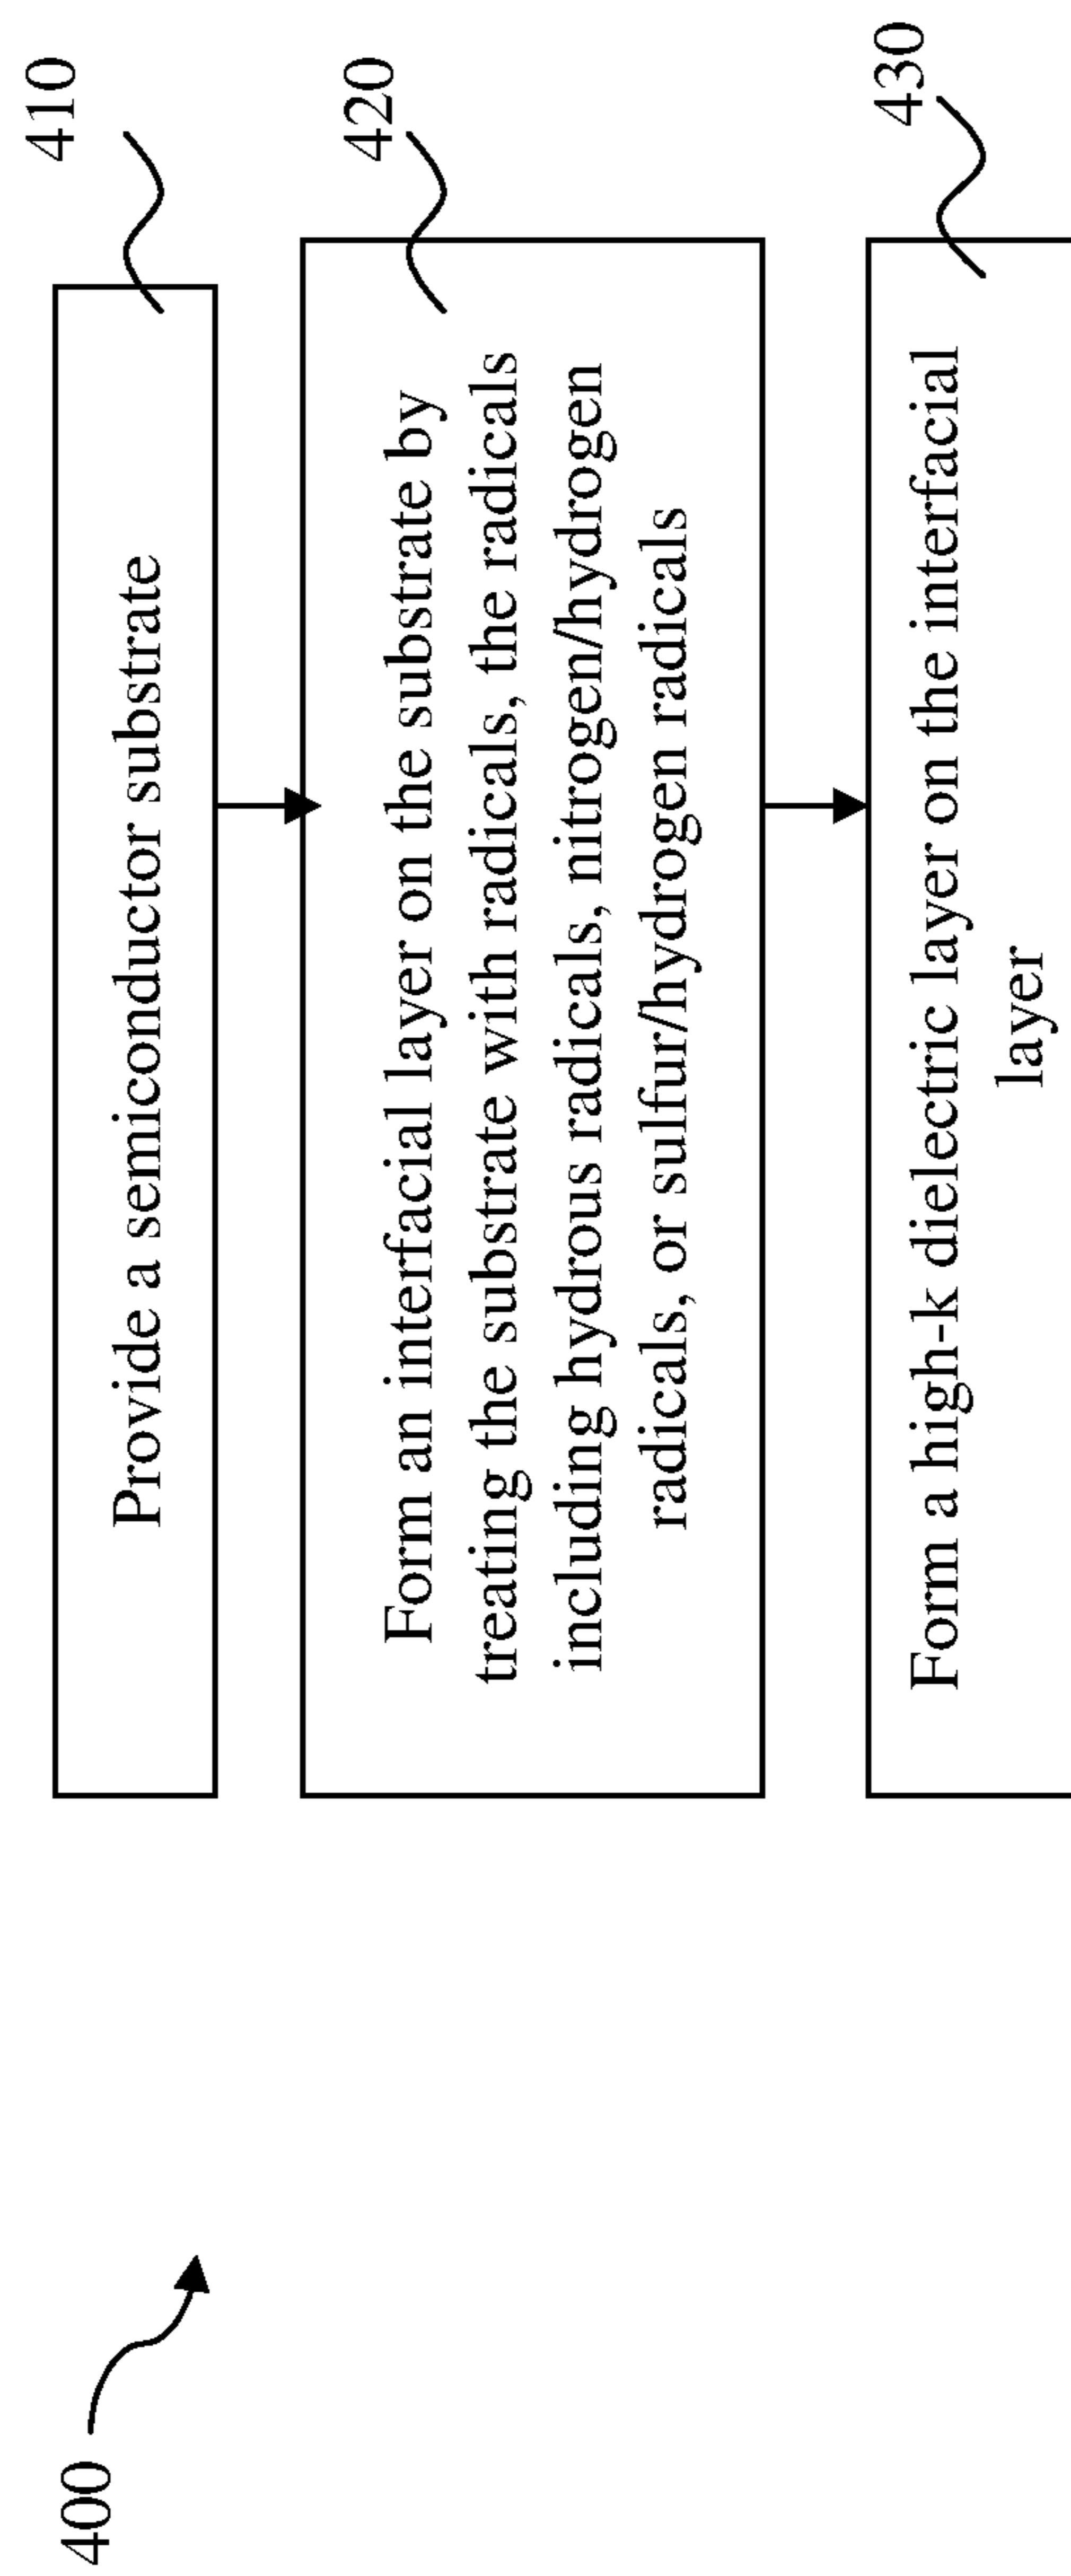 400
410
Provide a semiconductor substrate
420
Form an interfacial layer on the substrate by
treating the substrate with radicals, the radicals
including hydrous radicals, nitrogen/hydrogen
radicals, or sulfur/hydrogen radicals
430
Form a high-k dielectric layer on the interfacial
layer